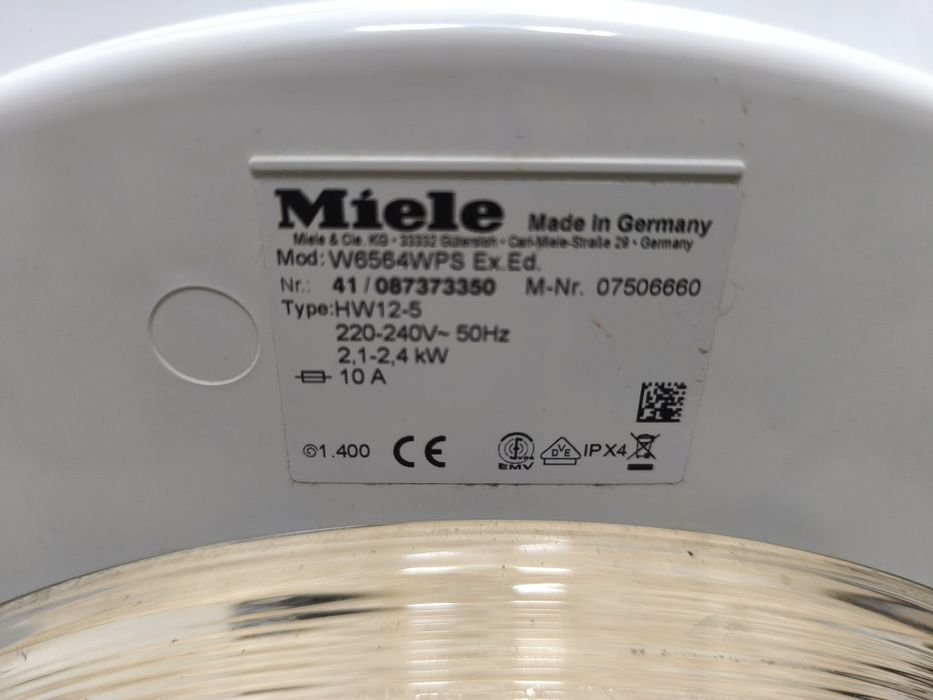 Miele Made in Germany
Miele & Cie. KG · 33332 Gütersloh · Carl-Miele-Straße 29 · Germany
Mod: W6564WPS Ex.Ed.
Nr.: 41 / 087373350 M-Nr. 07506660
Type: HW12-5
220-240V~ 50Hz
2,1-2,4 kW
10 A
1.400 CE EMV DVE IPX4